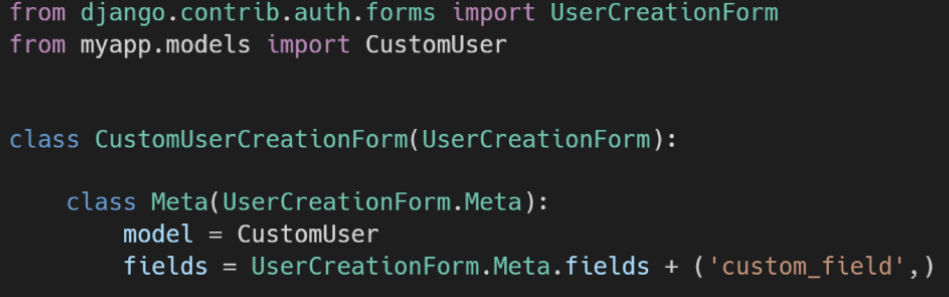 from django.contrib.auth.forms import UserCreationForm
from myapp.models import CustomUser
class CustomUserCreationForm(UserCreationForm):
class Meta(UserCreationForm.Meta):
model = CustomUser
fields = UserCreationForm.Meta.fields + ('custom_field',)